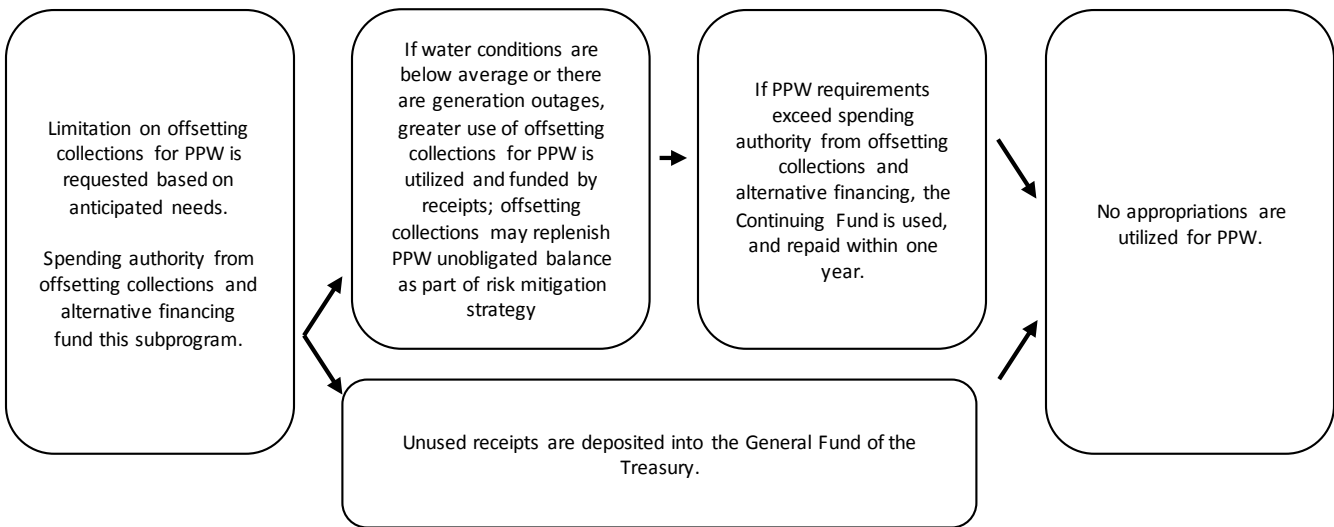 Limitation on offsetting
collections for PPW is
requested based on
anticipated needs.
Spending authority from
offsetting collections and
alternative financing
fund this subprogram.
If water conditions are
below average or there
are generation outages,
greater use of offsetting
collections for PPW is
utilized and funded by
receipts; offsetting
collections may replenish
PPW unobligated balance
as part of risk mitigation
strategy
If PPW requirements
exceed spending
authority from offsetting
collections and
alternative financing, the
Continuing Fund is used,
and repaid within one
year.
Unused receipts are deposited into the General Fund of the
Treasury.
No appropriations are
utilized for PPW.